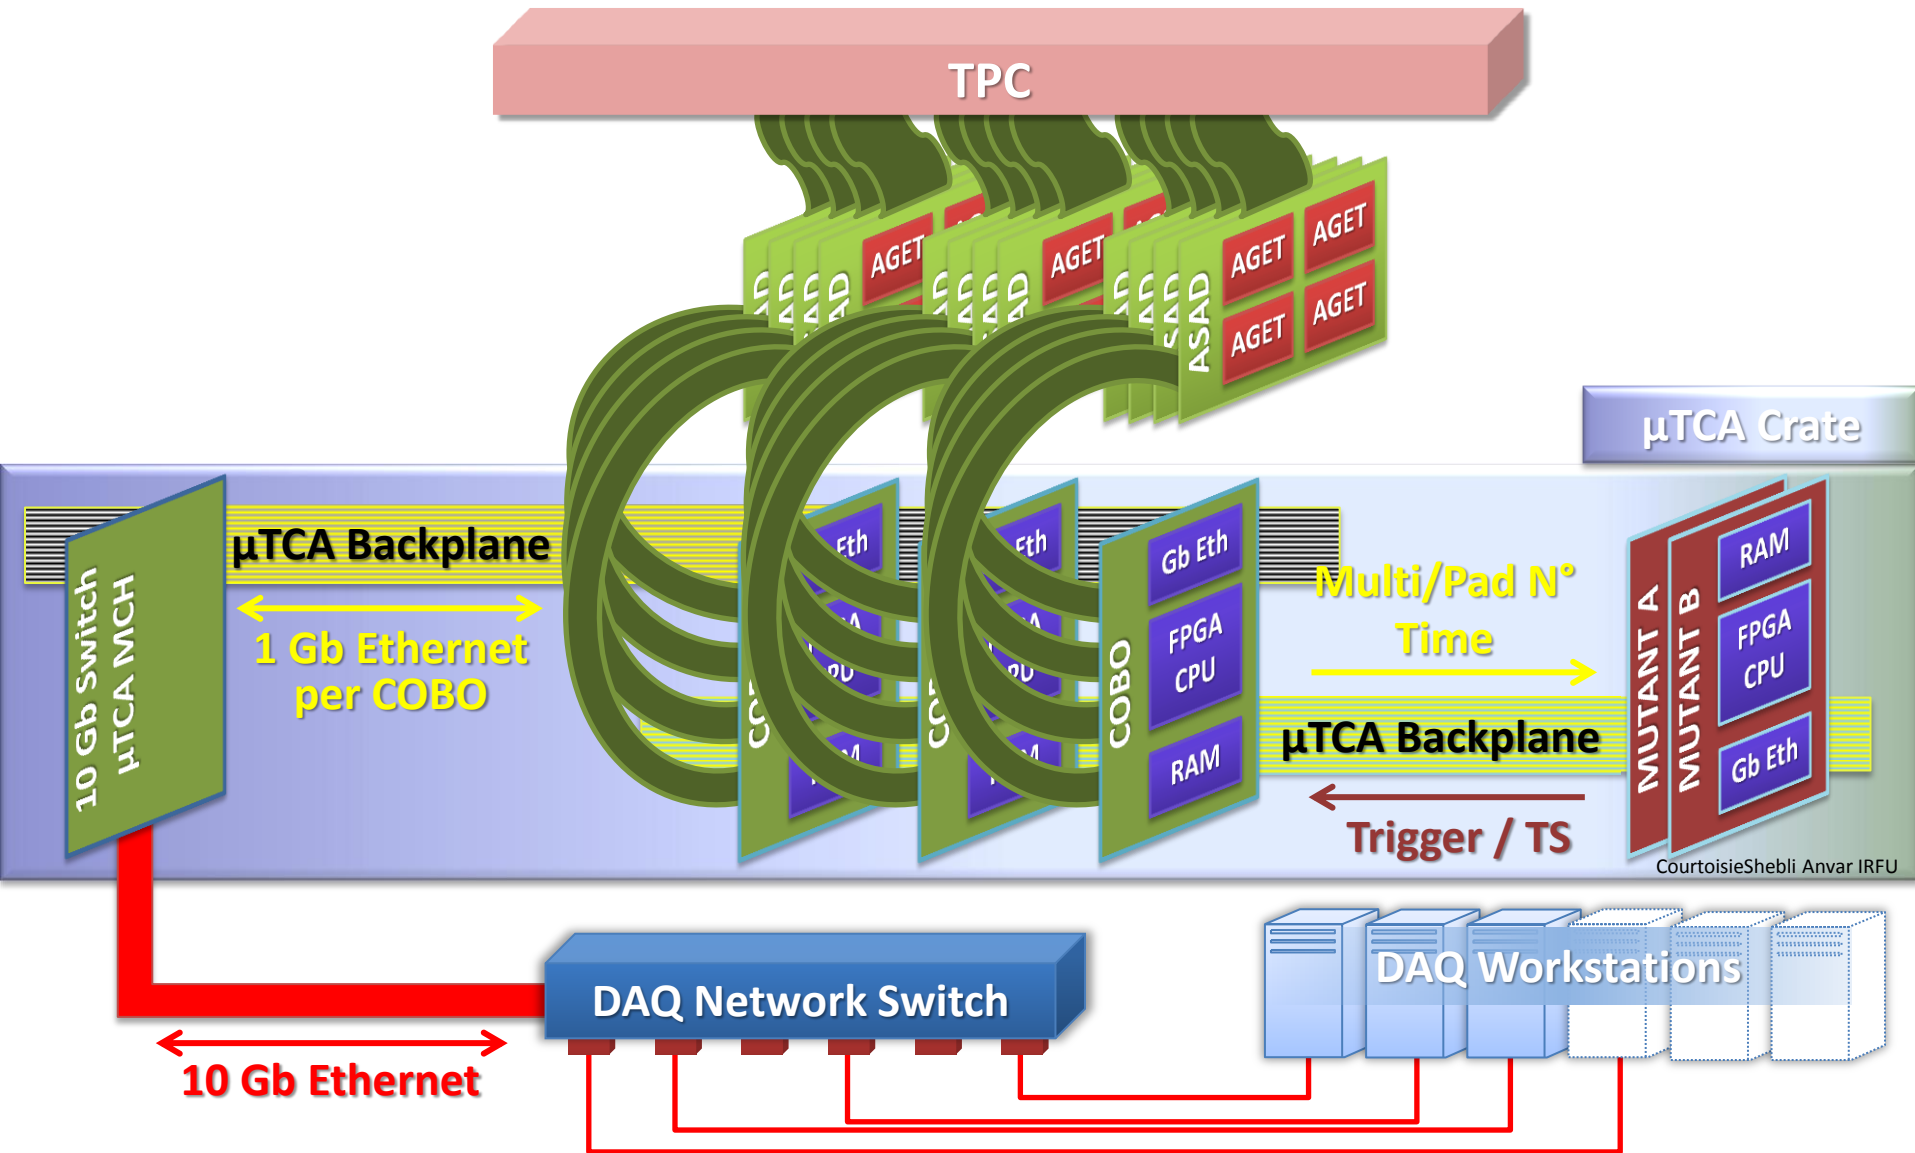 TPC
AGET
AGET
AGET
AGET
AGET
AGET
ASAD
µTCA Crate
µTCA Backplane
1 Gb Ethernet
per COBO
10 Gb Switch
µTCA MCH
Eth
Eth
Gb Eth
FPGA
CPU
RAM
COBO
Multi/Pad N°
Time
µTCA Backplane
Trigger / TS
MUTANT A
MUTANT B
RAM
FPGA
CPU
Gb Eth
CourtoisieShebli Anvar IRFU
DAQ Network Switch
DAQ Workstations
10 Gb Ethernet